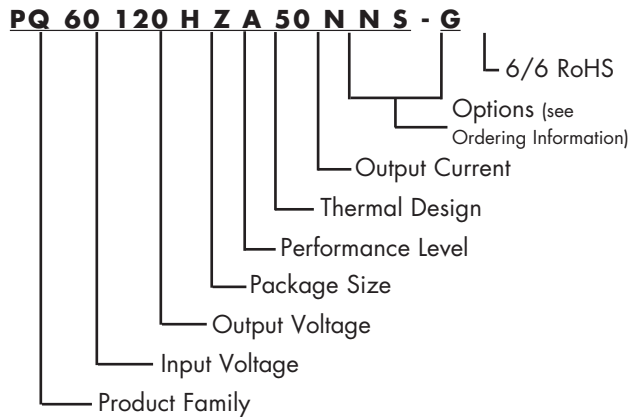 PQ 60 120 H Z A 50 N N S - G
6/6 RoHS
Options (see
Ordering Information)
Output Current
Thermal Design
Performance Level
Package Size
Output Voltage
Input Voltage
Product Family